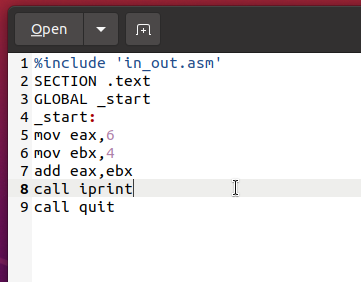 Open
1 %include 'in_out.asm'
2 SECTION .text
3 GLOBAL _start
4 _start:
5 mov eax,6
6 mov ebx,4
7 add eax,ebx
8 call iprint
9 call quit